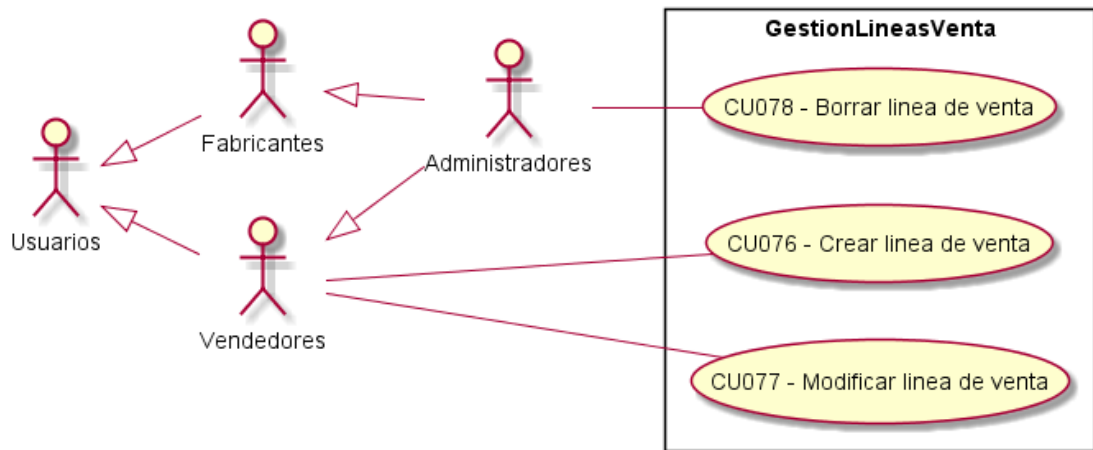 GestionLineasVenta
CU078 - Borrar linea de venta
Fabricantes
Administradores
Usuarios
CU076 - Crear linea de venta
Vendedores
CU077 - Modificar linea de venta